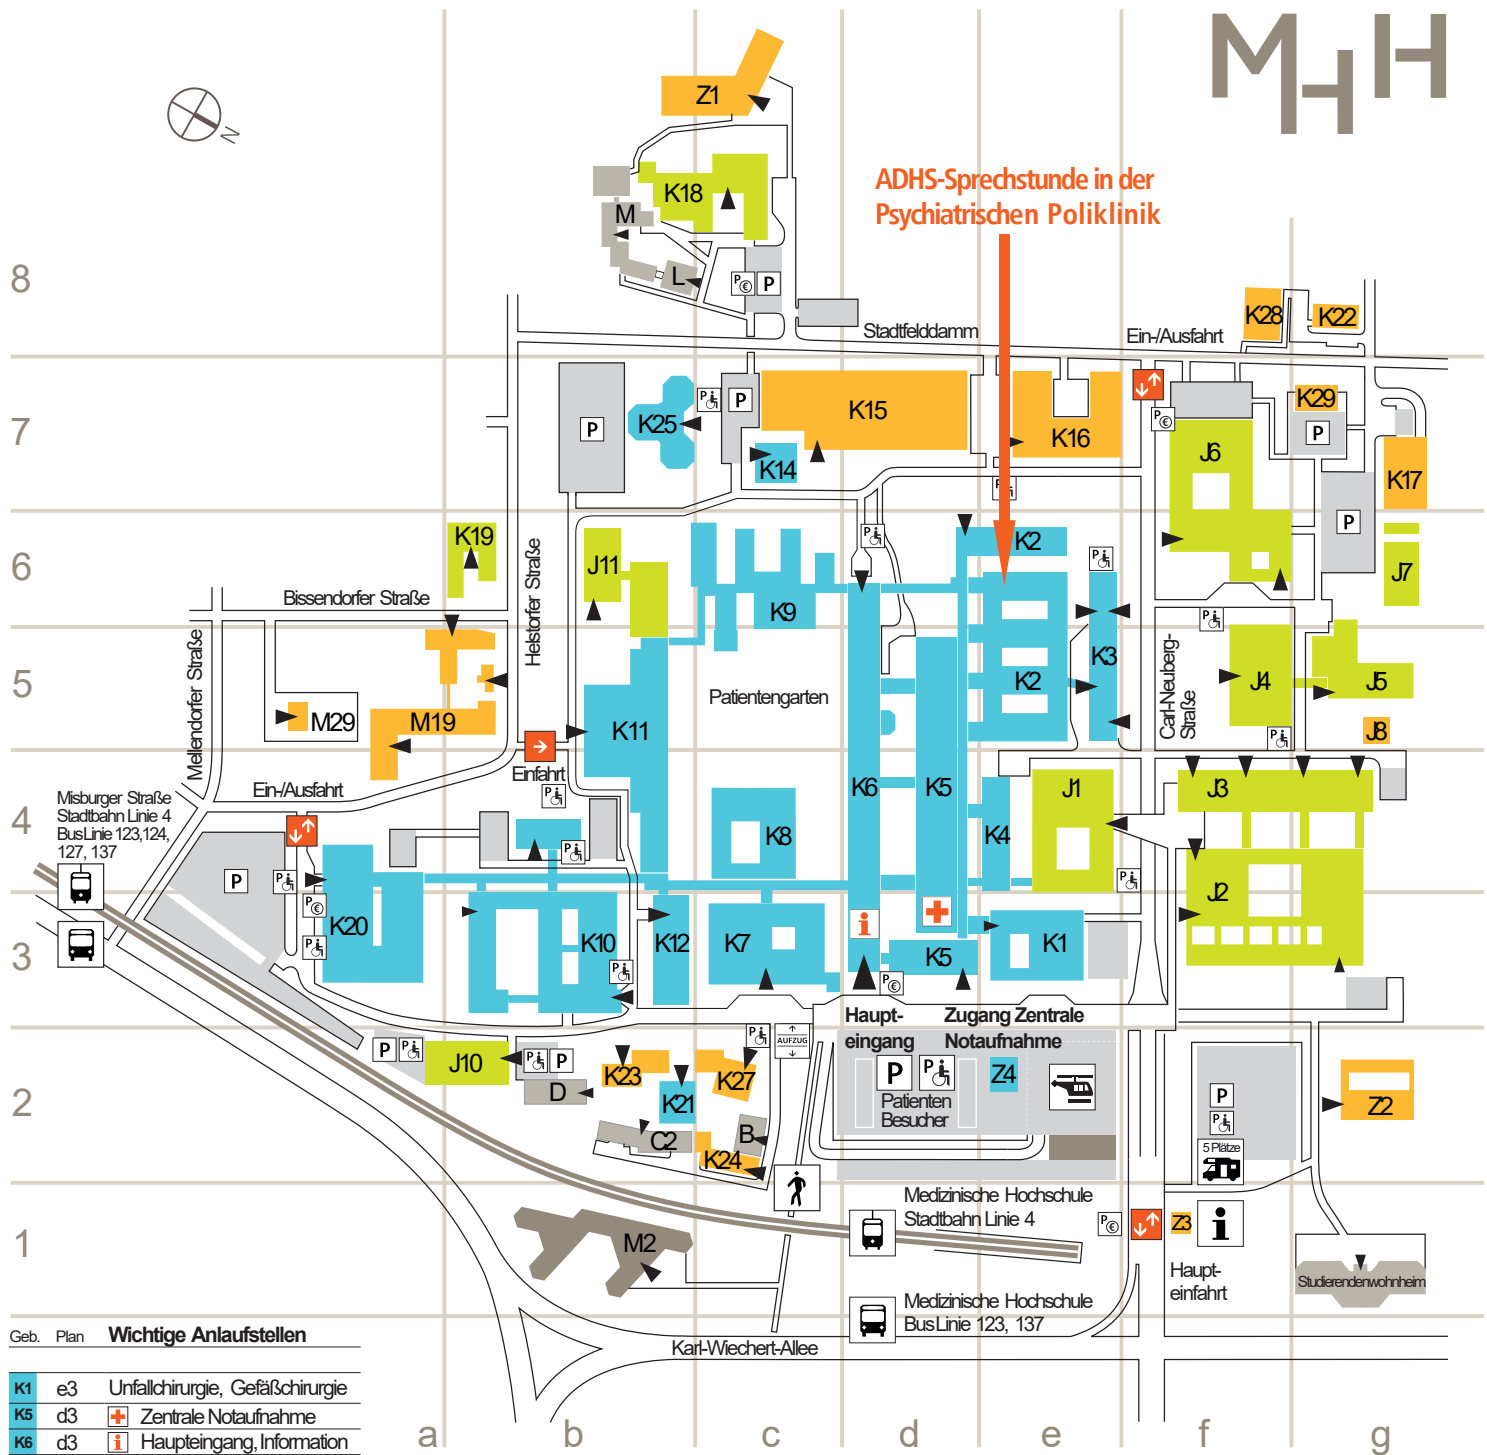 MHH
Z1
N
ADHS-Sprechstunde in der
Psychiatrischen Poliklinik
K18
M
L
P€
P
8
Stadtfelddamm
Ein-/Ausfahrt
K28
K22
K25
P
P
P
K15
K14
K16
P€
K29
P
7
J6
K17
P
P
K19
Helstorfer Straße
J11
K9
P
K2
P
J7
6
Bissendorfer Straße
Mellendorfer Straße
P
K3
Carl-Neuberg-
Straße
J4
J5
5
Patientengarten
K2
M29
M19
K11
J8
P
Einfahrt
P
Ein-/Ausfahrt
Misburger Straße
Stadtbahn Linie 4
Bus Linie 123,124,
127, 137
4
K6
K5
J1
J3
K8
K4
P
P
P
P
P
J2
P€
K20
K10
K12
K7
i
K5
K1
3
P
P
P€
Haupt-
eingang
Zugang Zentrale
Notaufnahme
P
AUFZUG
P
P
J10
P
P
K23
K27
P
P
Z4
D
K21
Patienten
Besucher
P
P
Z2
2
C2
B
K24
5 Plätze
Medizinische Hochschule
Stadtbahn Linie 4
P€
Z3
i
1
M2
Haupt-
einfahrt
Studierendenwohnheim
Medizinische Hochschule
Bus Linie 123, 137
Karl-Wiechert-Allee
Geb. Plan Wichtige Anlaufstellen
K1 e3 Unfallchirurgie, Gefäßchirurgie
K5 d3 Zentrale Notaufnahme
K6 d3 i Haupteingang, Information
a b c d e f g